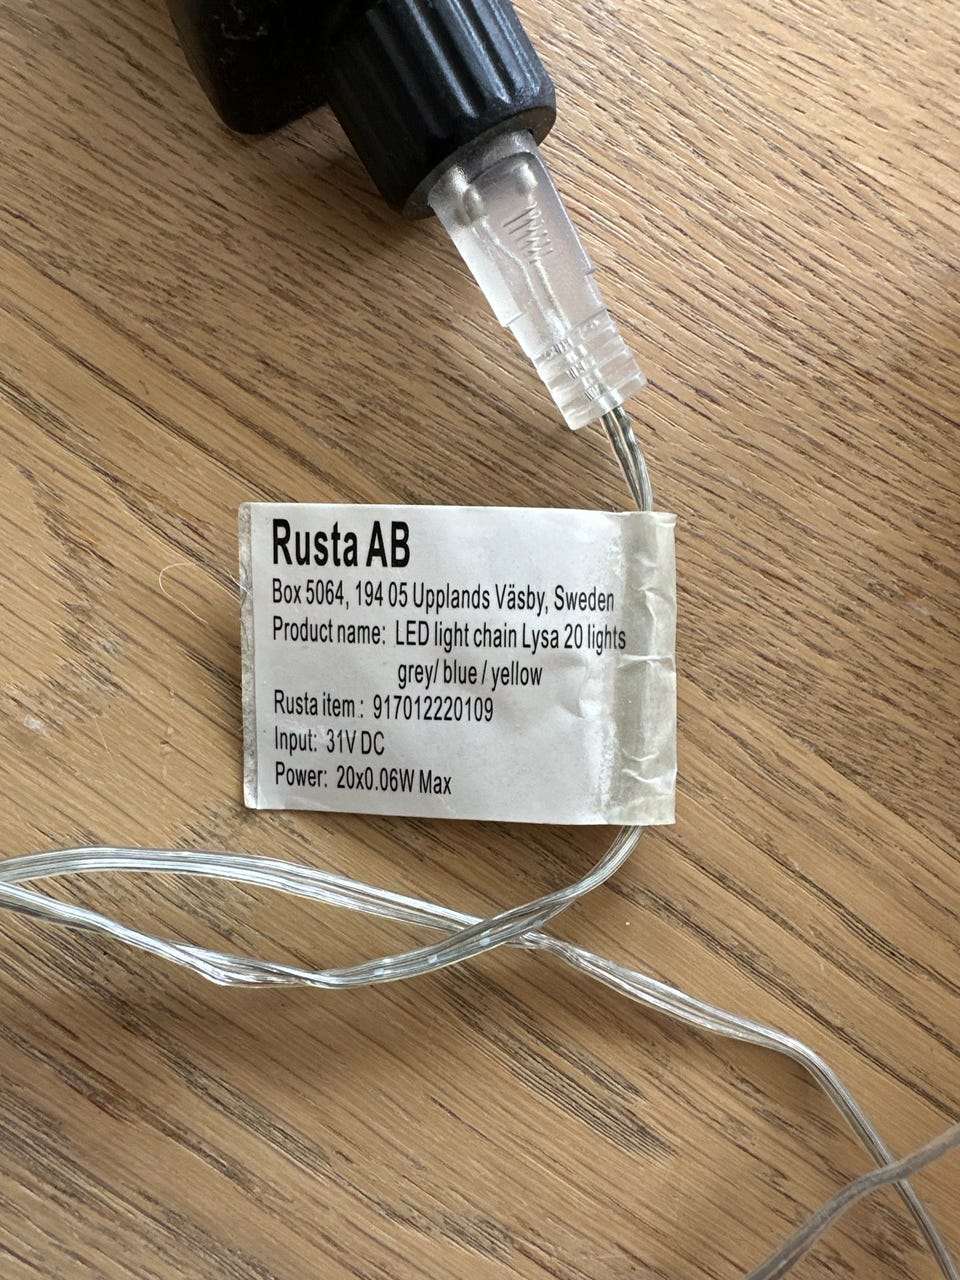 Rusta AB
Box 5064, 194 05 Upplands Väsby, Sweden
Product name: LED light chain Lysa 20 lights
grey/ blue / yellow
Rusta item: 917012220109
Input: 31V DC
Power: 20x0.06W Max